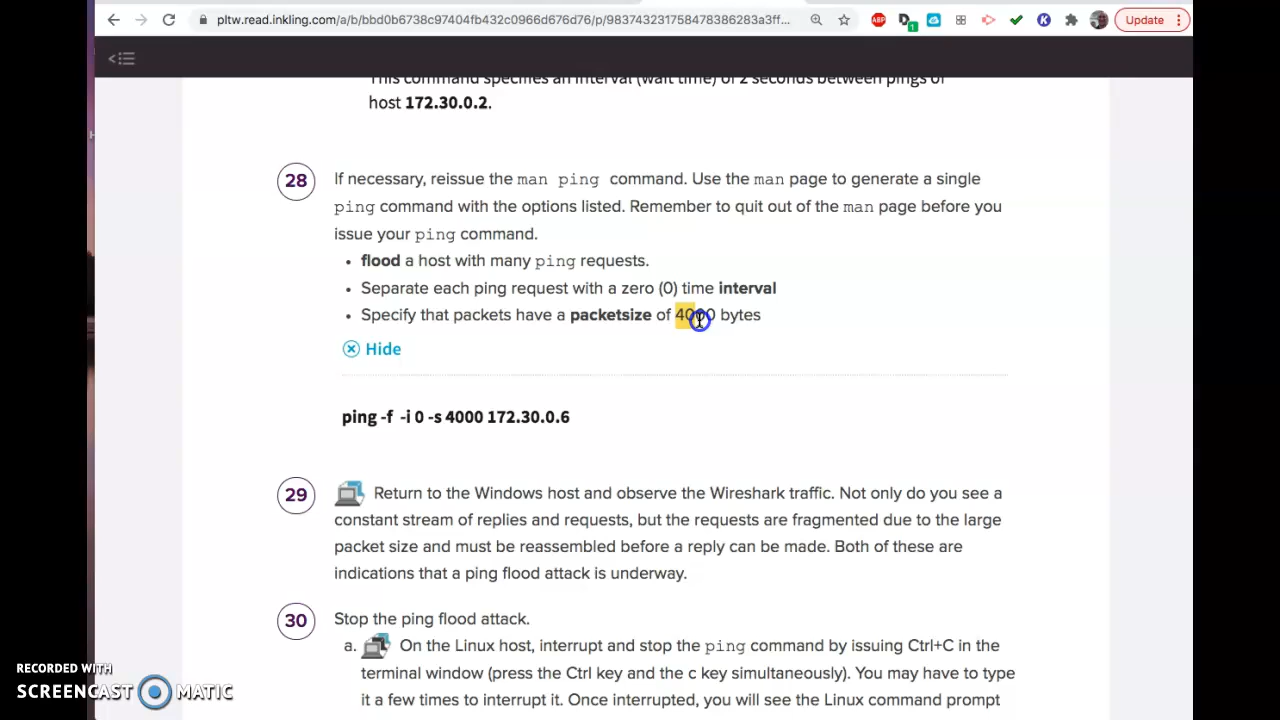 pltw.read.inkling.com/a/b/bbd0b6738c97404fb432c0966d676d76/p/983743231758478386283a3ff...
Update
This command specifies an interval (wait time) of 2 seconds between pings of
host 172.30.0.2.
28
If necessary, reissue the man ping command. Use the man page to generate a single
ping command with the options listed. Remember to quit out of the man page before you
issue your ping command.
• flood a host with many ping requests.
• Separate each ping request with a zero (0) time interval
• Specify that packets have a packetsize of 4000 bytes
Hide
ping -f -i 0 -s 4000 172.30.0.6
29
Return to the Windows host and observe the Wireshark traffic. Not only do you see a
constant stream of replies and requests, but the requests are fragmented due to the large
packet size and must be reassembled before a reply can be made. Both of these are
indications that a ping flood attack is underway.
30
Stop the ping flood attack.
a. On the Linux host, interrupt and stop the ping command by issuing Ctrl+C in the
terminal window (press the Ctrl key and the c key simultaneously). You may have to type
it a few times to interrupt it. Once interrupted, you will see the Linux command prompt
RECORDED WITH
SCREENCAST MATIC